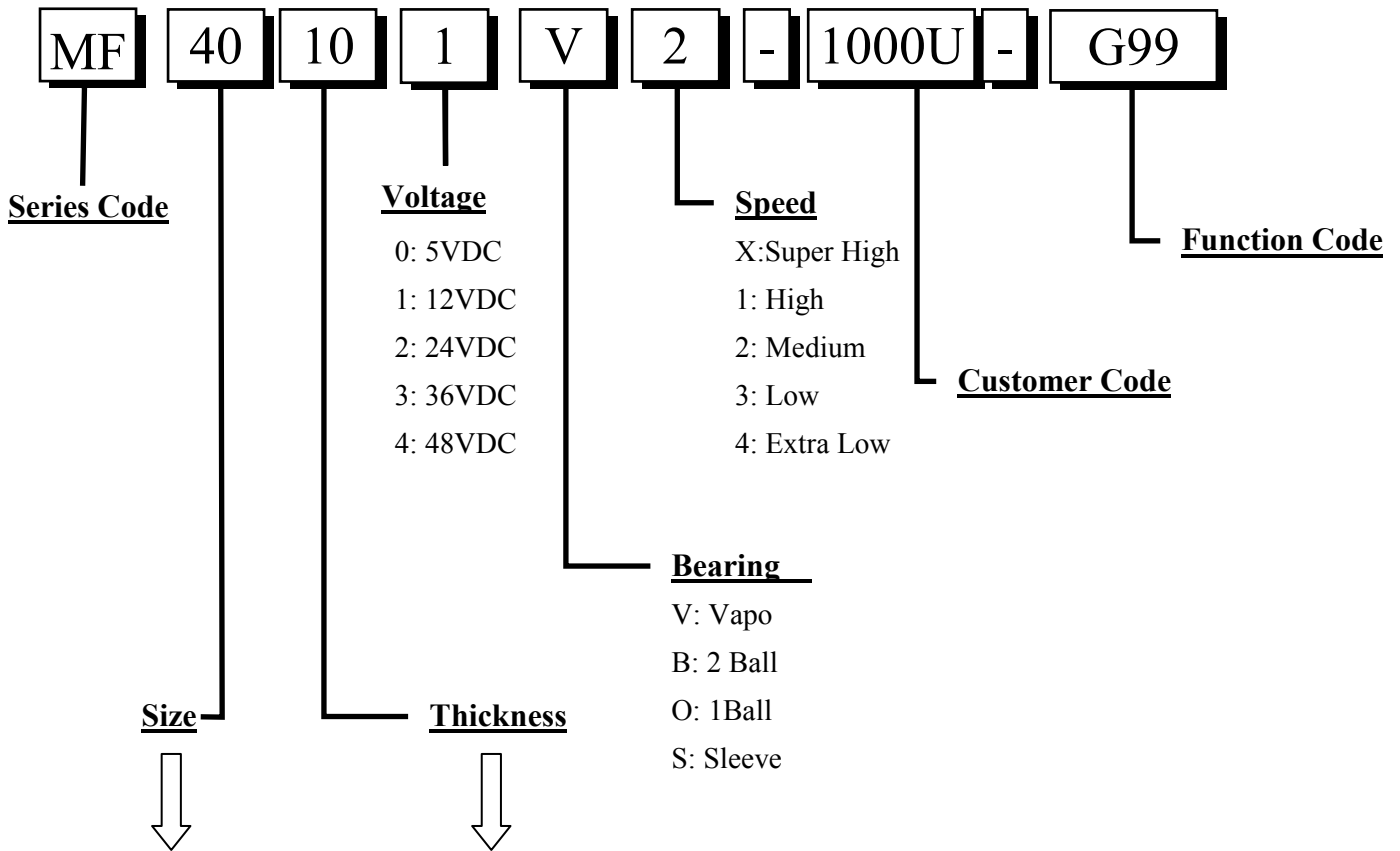 MF 40 10 1 V 2 - 1000U - G99
Series Code
Voltage
0: 5VDC
1: 12VDC
2: 24VDC
3: 36VDC
4: 48VDC
Speed
X:Super High
1: High
2: Medium
3: Low
4: Extra Low
Function Code
Customer Code
Bearing
V: Vapo
B: 2 Ball
O: 1Ball
S: Sleeve
Size
Thickness